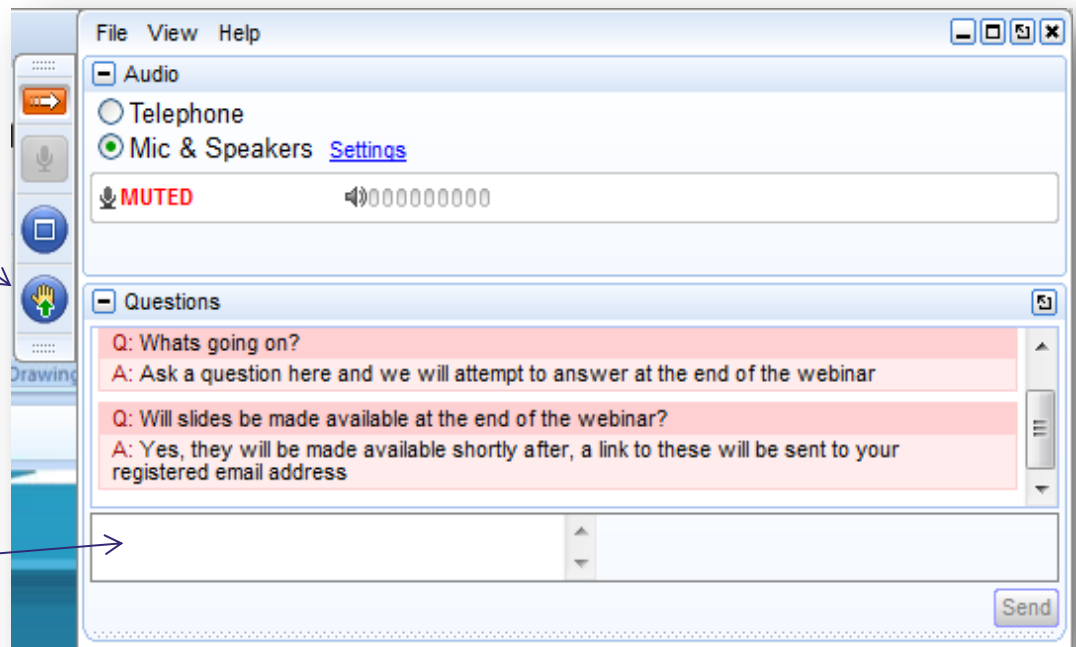 File View Help
Audio
Telephone
Mic & Speakers Settings
MUTED
Questions
Q: Whats going on?
A: Ask a question here and we will attempt to answer at the end of the webinar
Q: Will slides be made available at the end of the webinar?
A: Yes, they will be made available shortly after, a link to these will be sent to your
registered email address
Drawing
Send